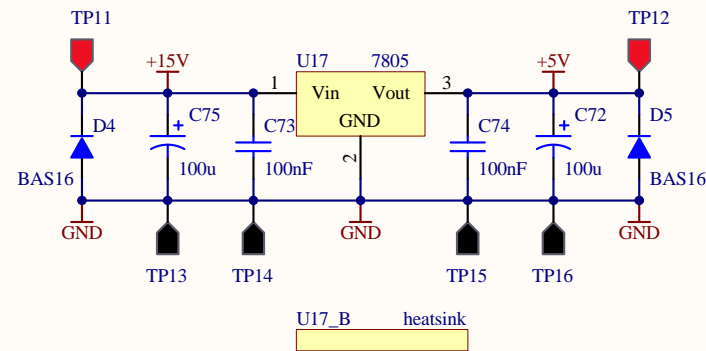 TP11
TP12
+15V
U17
7805
+5V
1
Vin
Vout
3
D4
C75
C73
GND
C74
C72
D5
2
BAS16
100u
100nF
100nF
100u
BAS16
GND
GND
GND
TP13
TP14
TP15
TP16
U17_B
heatsink